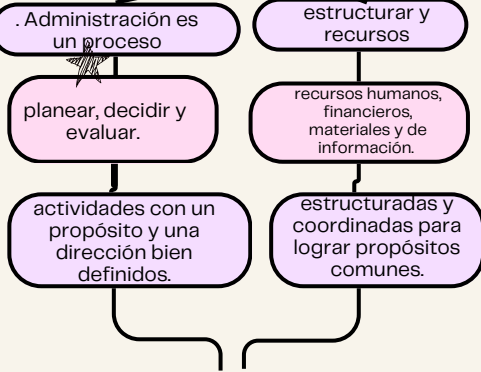 . Administración es
un proceso
planear, decidir y
evaluar.
actividades con un
propósito y una
dirección bien
definidos.
estructurar y
recursos
recursos humanos,
financieros,
materiales y de
información.
estructuradas y
coordinadas para
lograr propósitos
comunes.